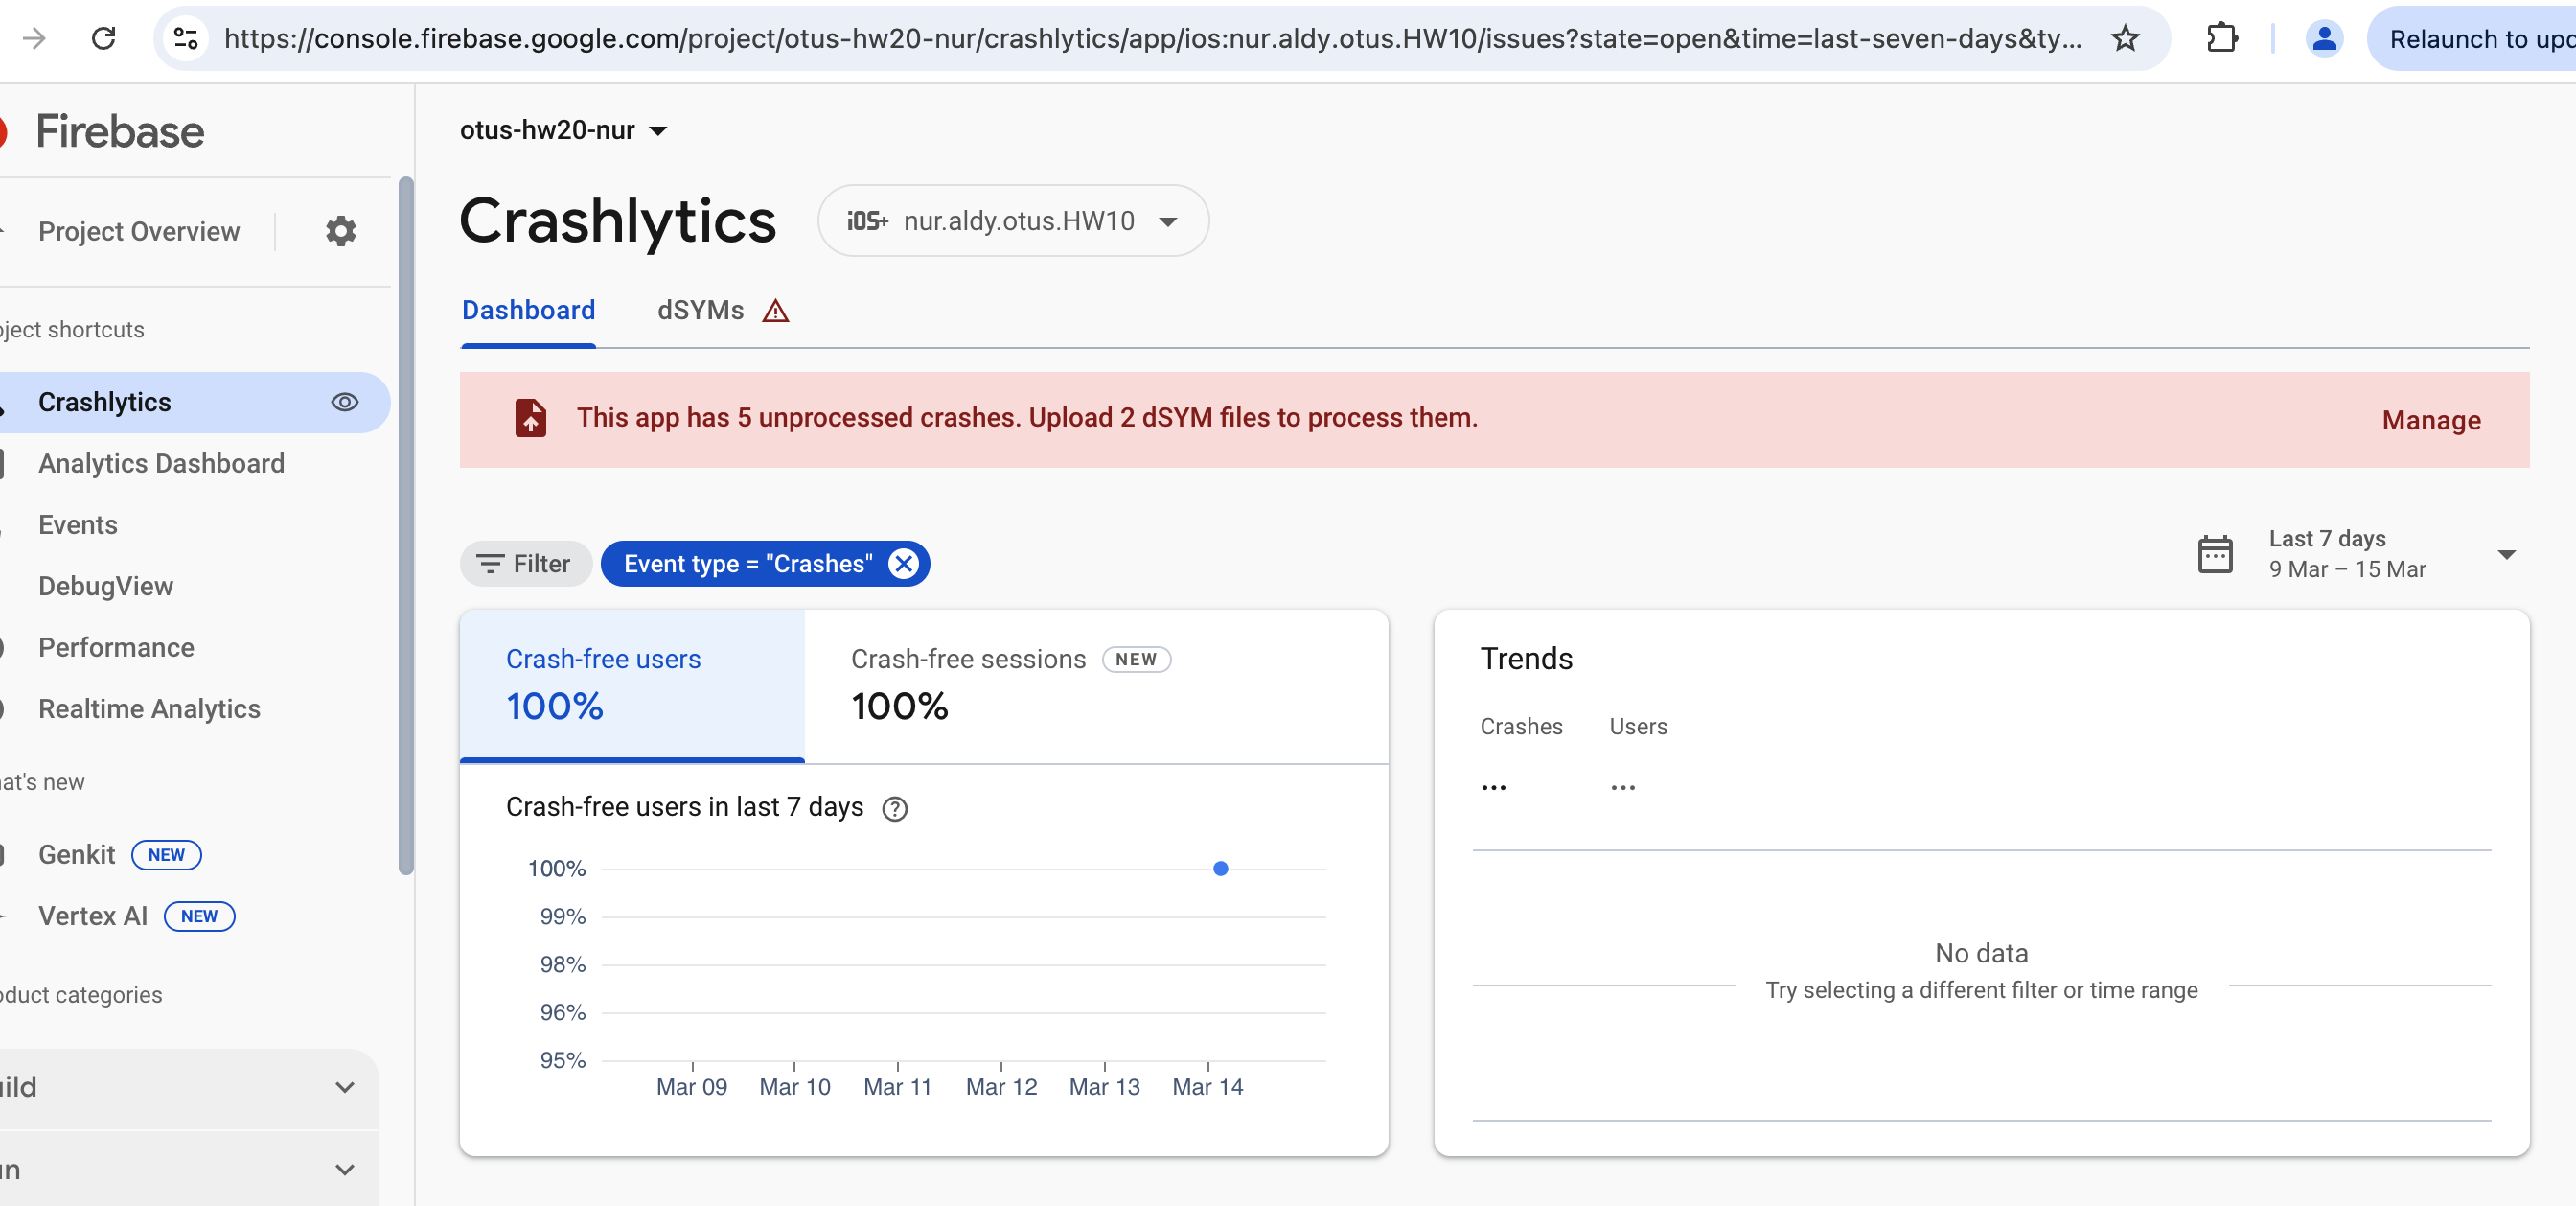 https://console.firebase.google.com/project/otus-hw20-nur/crashlytics/app/ios:nur.aldy.otus.HW10/issues?state=open&time=last-seven-days&ty...
Relaunch to upd
Firebase
Project Overview
oject shortcuts
Crashlytics
Analytics Dashboard
Events
DebugView
Performance
Realtime Analytics
at's new
Genkit NEW
Vertex AI NEW
oduct categories
ild
un
otus-hw20-nur
Crashlytics
iOS+ nur.aldy.otus.HW10
Dashboard dSYMs
This app has 5 unprocessed crashes. Upload 2 dSYM files to process them.
Manage
Filter
Event type = "Crashes"
Last 7 days
9 Mar – 15 Mar
Crash-free users
100%
Crash-free sessions NEW
100%
Crash-free users in last 7 days
100%
99%
98%
96%
95%
Mar 09 Mar 10 Mar 11 Mar 12 Mar 13 Mar 14
Trends
Crashes Users
... ...
No data
Try selecting a different filter or time range